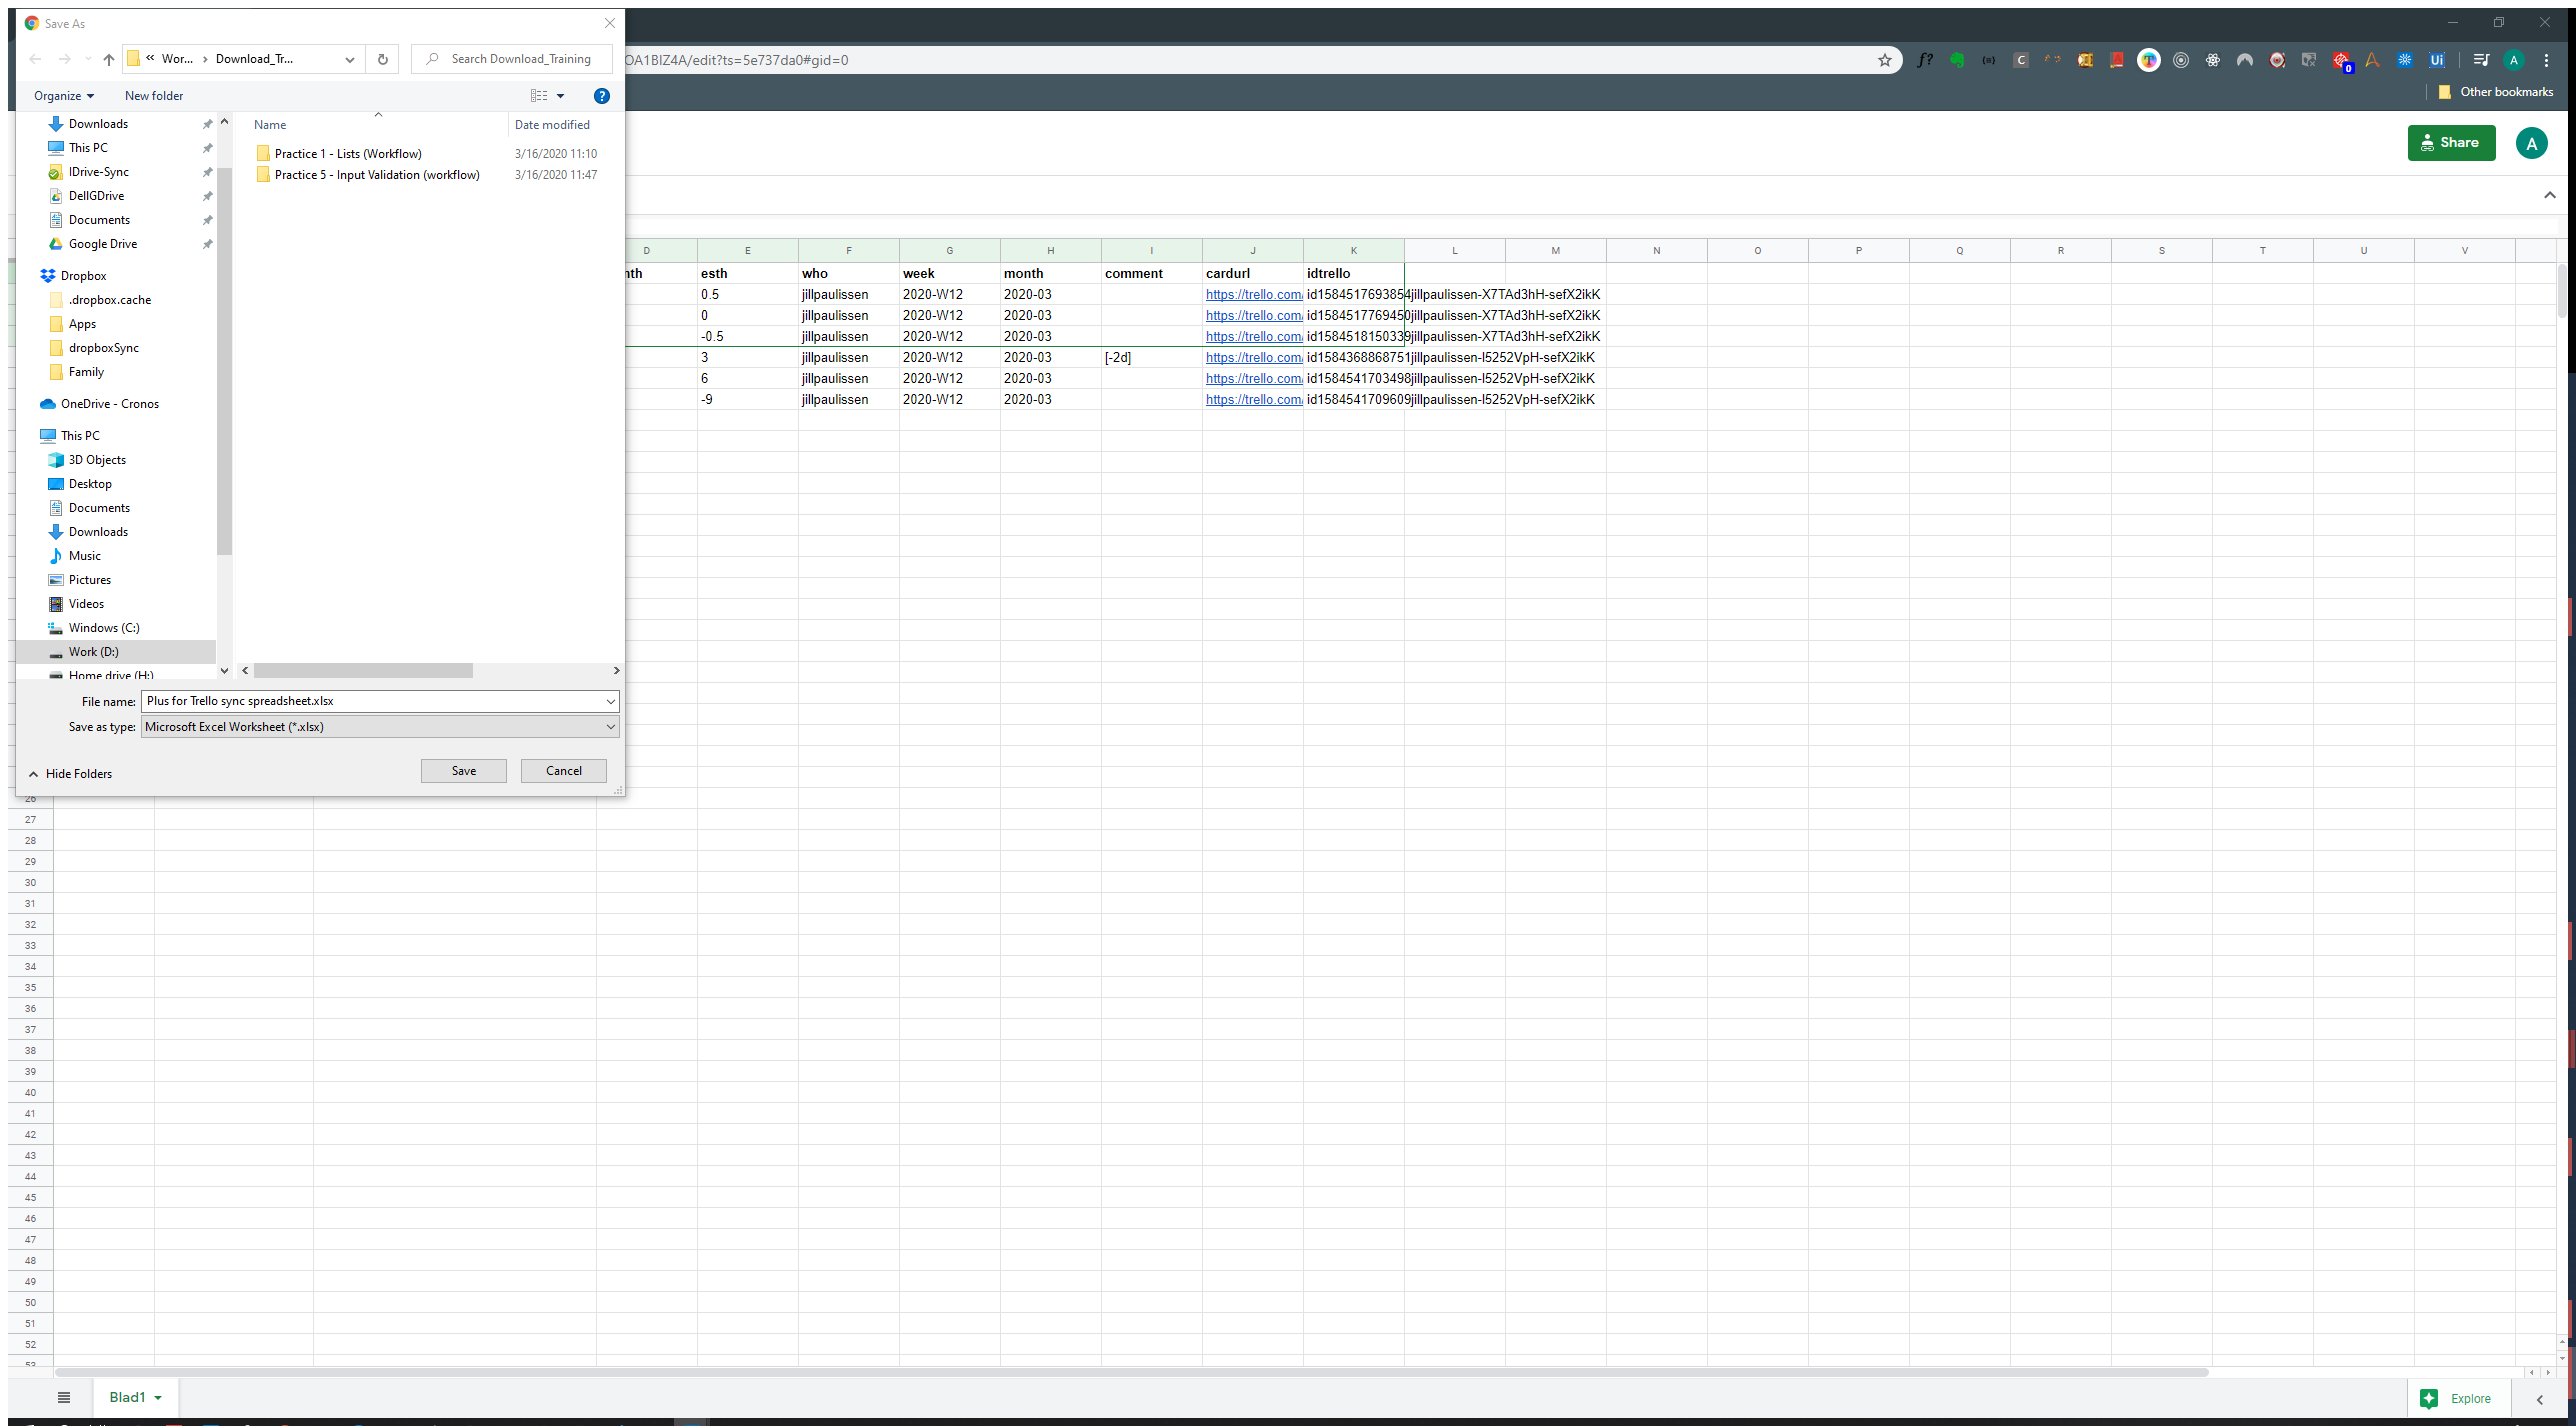 Save As
Wor... › Download_Tr...
Search Download_Training
OA1BIZ4A/edit?ts=5e737da0#gid=0
Organize
New folder
Other bookmarks
Share
A
Downloads
This PC
IDrive-Sync
DellGDrive
Documents
Google Drive
Dropbox
.dropbox.cache
Apps
dropboxSync
Family
OneDrive - Cronos
This PC
3D Objects
Desktop
Documents
Downloads
Music
Pictures
Videos
Windows (C:)
Work (D:)
Home drive (H:)
Name Date modified
Practice 1 - Lists (Workflow) 3/16/2020 11:10
Practice 5 - Input Validation (workflow) 3/16/2020 11:47
File name: Plus for Trello sync spreadsheet.xlsx
Save as type: Microsoft Excel Worksheet (*.xlsx)
Hide Folders
Save Cancel
D E F G H I J K L M N O P Q R S T U V
nth esth who week month comment cardurl idtrello
0.5 jillpaulissen 2020-W12 2020-03 https://trello.com/ id1584517693854jillpaulissen-X7TAd3hH-sefX2ikK
0 jillpaulissen 2020-W12 2020-03 https://trello.com/ id1584517769450jillpaulissen-X7TAd3hH-sefX2ikK
-0.5 jillpaulissen 2020-W12 2020-03 https://trello.com/ id1584518150339jillpaulissen-X7TAd3hH-sefX2ikK
3 jillpaulissen 2020-W12 2020-03 [-2d] https://trello.com/ id1584368868751jillpaulissen-I5252VpH-sefX2ikK
6 jillpaulissen 2020-W12 2020-03 https://trello.com/ id1584541703498jillpaulissen-I5252VpH-sefX2ikK
-9 jillpaulissen 2020-W12 2020-03 https://trello.com/ id1584541709609jillpaulissen-I5252VpH-sefX2ikK
26
27
28
29
30
31
32
33
34
35
36
37
38
39
40
41
42
43
44
45
46
47
48
49
50
51
52
53
Blad1
Explore